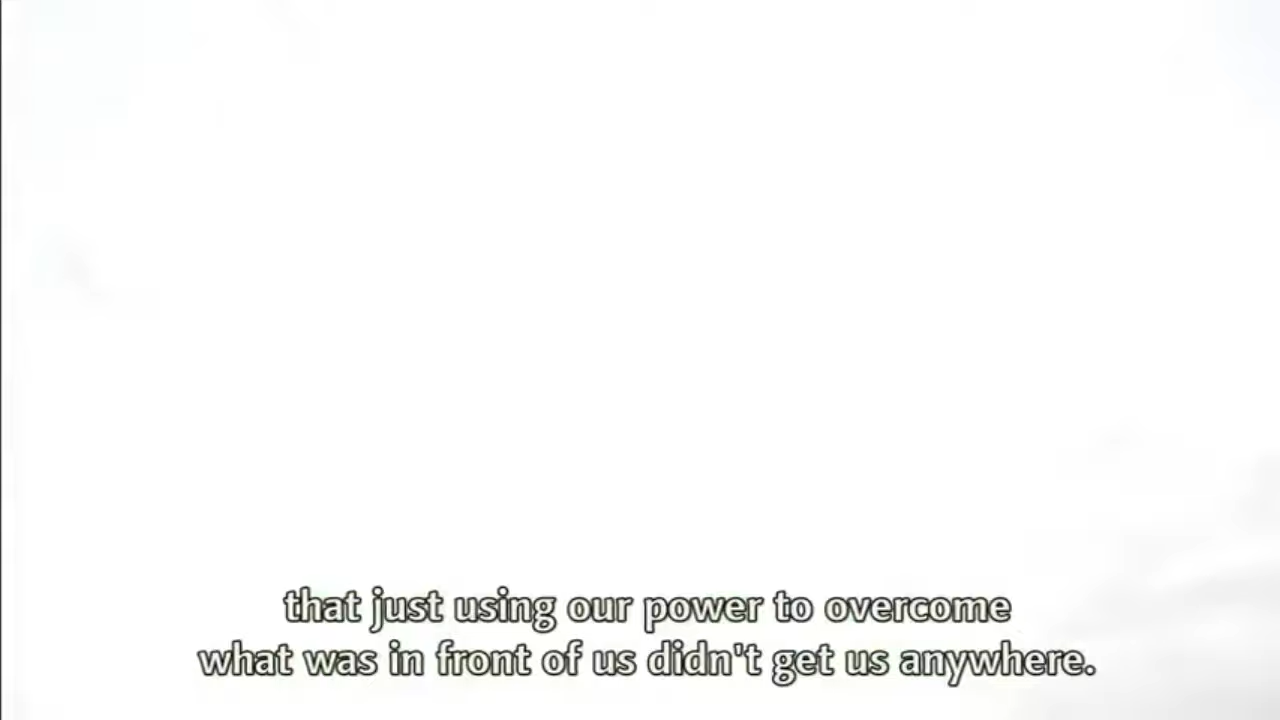 that just using our power to overcome
what was in front of us didn't get us anywhere.